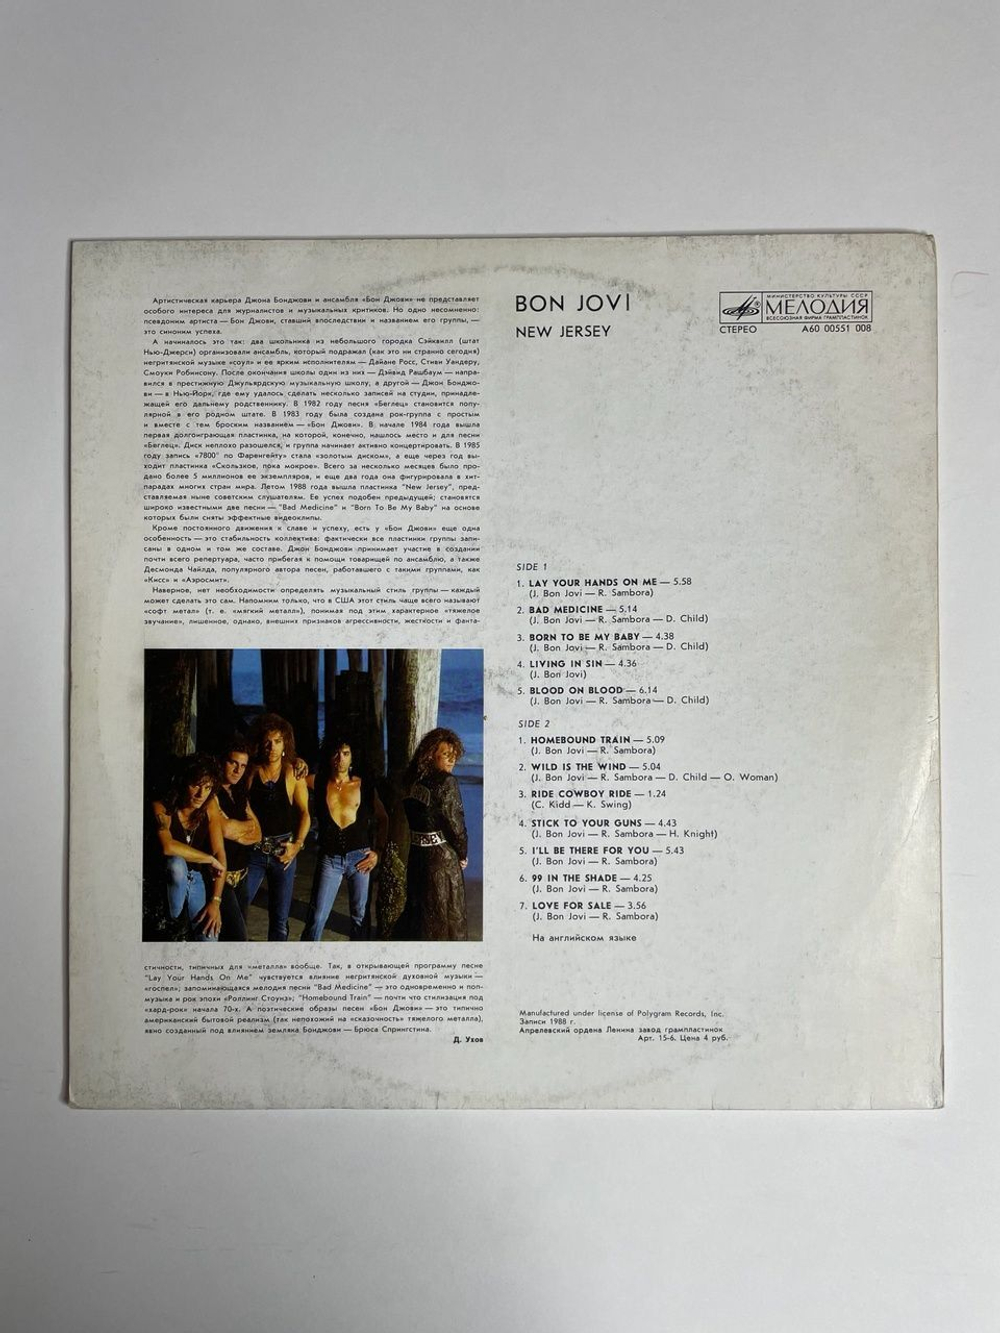 Артистическая карьера Джона Бонджови и ансамбля «Бон Джови» не представляет
особого интереса для журналистов и музыкальных критиков. Но одно несомненно:
псевдоним артиста — Бон Джови, ставший впоследствии и названием его группы, —
это синоним успеха.
А начиналось это так: два школьника из небольшого городка Сэйквилл (штат
Нью-Джерси) организовали ансамбль, который подражал (как это ни странно сегодня)
негритянской музыке «соул» и ее ярким исполнителям — Дайане Росс, Стиви Уандеру,
Смоуки Робинсону. После окончания школы один из них — Дэйвид Рашбаум — напра-
вился в престижную Джульярдскую музыкальную школу, а другой — Джон Бонджо-
ви — в Нью-Йорк, где ему удалось сделать несколько записей на студии, принадле-
жащей его дальнему родственнику. В 1982 году песня «Беглец» становится попу-
лярной в его родном штате. В 1983 году была создана рок-группа с простым
и вместе с тем броским названием — «Бон Джови». В начале 1984 года вышла
первая долгоиграющая пластинка, на которой, конечно, нашлось место и для песни
«Беглец». Диск неплохо разошелся, и группа начинает активно концертировать. В 1985
году запись «7800° по Фаренгейту» стала «золотым диском», а еще через год вы-
ходит пластинка «Скользкое, пока мокрое». Всего за несколько месяцев было про-
дано более 5 миллионов ее экземпляров, и еще два года она фигурировала в хит-
парадах многих стран мира. Летом 1988 года вышла пластинка "New Jersey", пред-
ставляемая ныне советским слушателям. Ее успех подобен предыдущей; становятся
широко известными две песни — "Bad Medicine" и "Born To Be My Baby" на основе
которых были сняты эффектные видеоклипы.
Кроме постоянного движения к славе и успеху, есть у «Бон Джови» еще одна
особенность — это стабильность коллектива: фактически все пластинки группы запи-
саны в одном и том же составе. Джон Бонджови принимает участие в создании
почти всего репертуара, часто прибегая к помощи товарищей по ансамблю, а также
Десмонда Чайлда, популярного автора песен, работавшего с такими группами, как
«Кисс» и «Аэросмит».
Наверное, нет необходимости определять музыкальный стиль группы — каждый
может сделать это сам. Напомним только, что в США этот стиль чаще всего называют
«софт метал» (т. е. «мягкий металл»), понимая под этим характерное «тяжелое
звучание», лишенное, однако, внешних признаков агрессивности, жесткости и фанта-
стичности, типичных для «металла» вообще. Так, в открывающей программу песне
"Lay Your Hands On Me" чувствуется влияние негритянской духовной музыки —
«госпел»; запоминающаяся мелодия песни "Bad Medicine" — это одновременно и поп-
музыка и рок эпохи «Роллинг Стоунз»; "Homebound Train" — почти что стилизация под
«хард-рок» начала 70-х. А поэтические образы песен «Бон Джови» — это типично
американский бытовой реализм (так непохожий на «сказочность» тяжелого металла),
явно созданный под влиянием земляка Бонджови — Брюса Спрингстина.
Д. Ухов
BON JOVI
NEW JERSEY
МИНИСТЕРСТВО КУЛЬТУРЫ СССР
МЕЛОДИЯ
ВСЕСОЮЗНАЯ ФИРМА ГРАМПЛАСТИНОК
СТЕРЕО А60 00551 008
SIDE 1
1. LAY YOUR HANDS ON ME — 5.58
(J. Bon Jovi — R. Sambora)
2. BAD MEDICINE — 5.14
(J. Bon Jovi — R. Sambora — D. Child)
3. BORN TO BE MY BABY — 4.38
(J. Bon Jovi — R. Sambora — D. Child)
4. LIVING IN SIN — 4.36
(J. Bon Jovi)
5. BLOOD ON BLOOD — 6.14
(J. Bon Jovi — R. Sambora — D. Child)
SIDE 2
1. HOMEBOUND TRAIN — 5.09
(J. Bon Jovi — R. Sambora)
2. WILD IS THE WIND — 5.04
(J. Bon Jovi — R. Sambora — D. Child — O. Woman)
3. RIDE COWBOY RIDE — 1.24
(C. Kidd — K. Swing)
4. STICK TO YOUR GUNS — 4.43
(J. Bon Jovi — R. Sambora — H. Knight)
5. I'LL BE THERE FOR YOU — 5.43
(J. Bon Jovi — R. Sambora)
6. 99 IN THE SHADE — 4.25
(J. Bon Jovi — R. Sambora)
7. LOVE FOR SALE — 3.56
(J. Bon Jovi — R. Sambora)
На английском языке
Manufactured under license of Polygram Records, Inc.
Записи 1988 г.
Апрелевский ордена Ленина завод грампластинок
Арт. 15-6. Цена 4 руб.